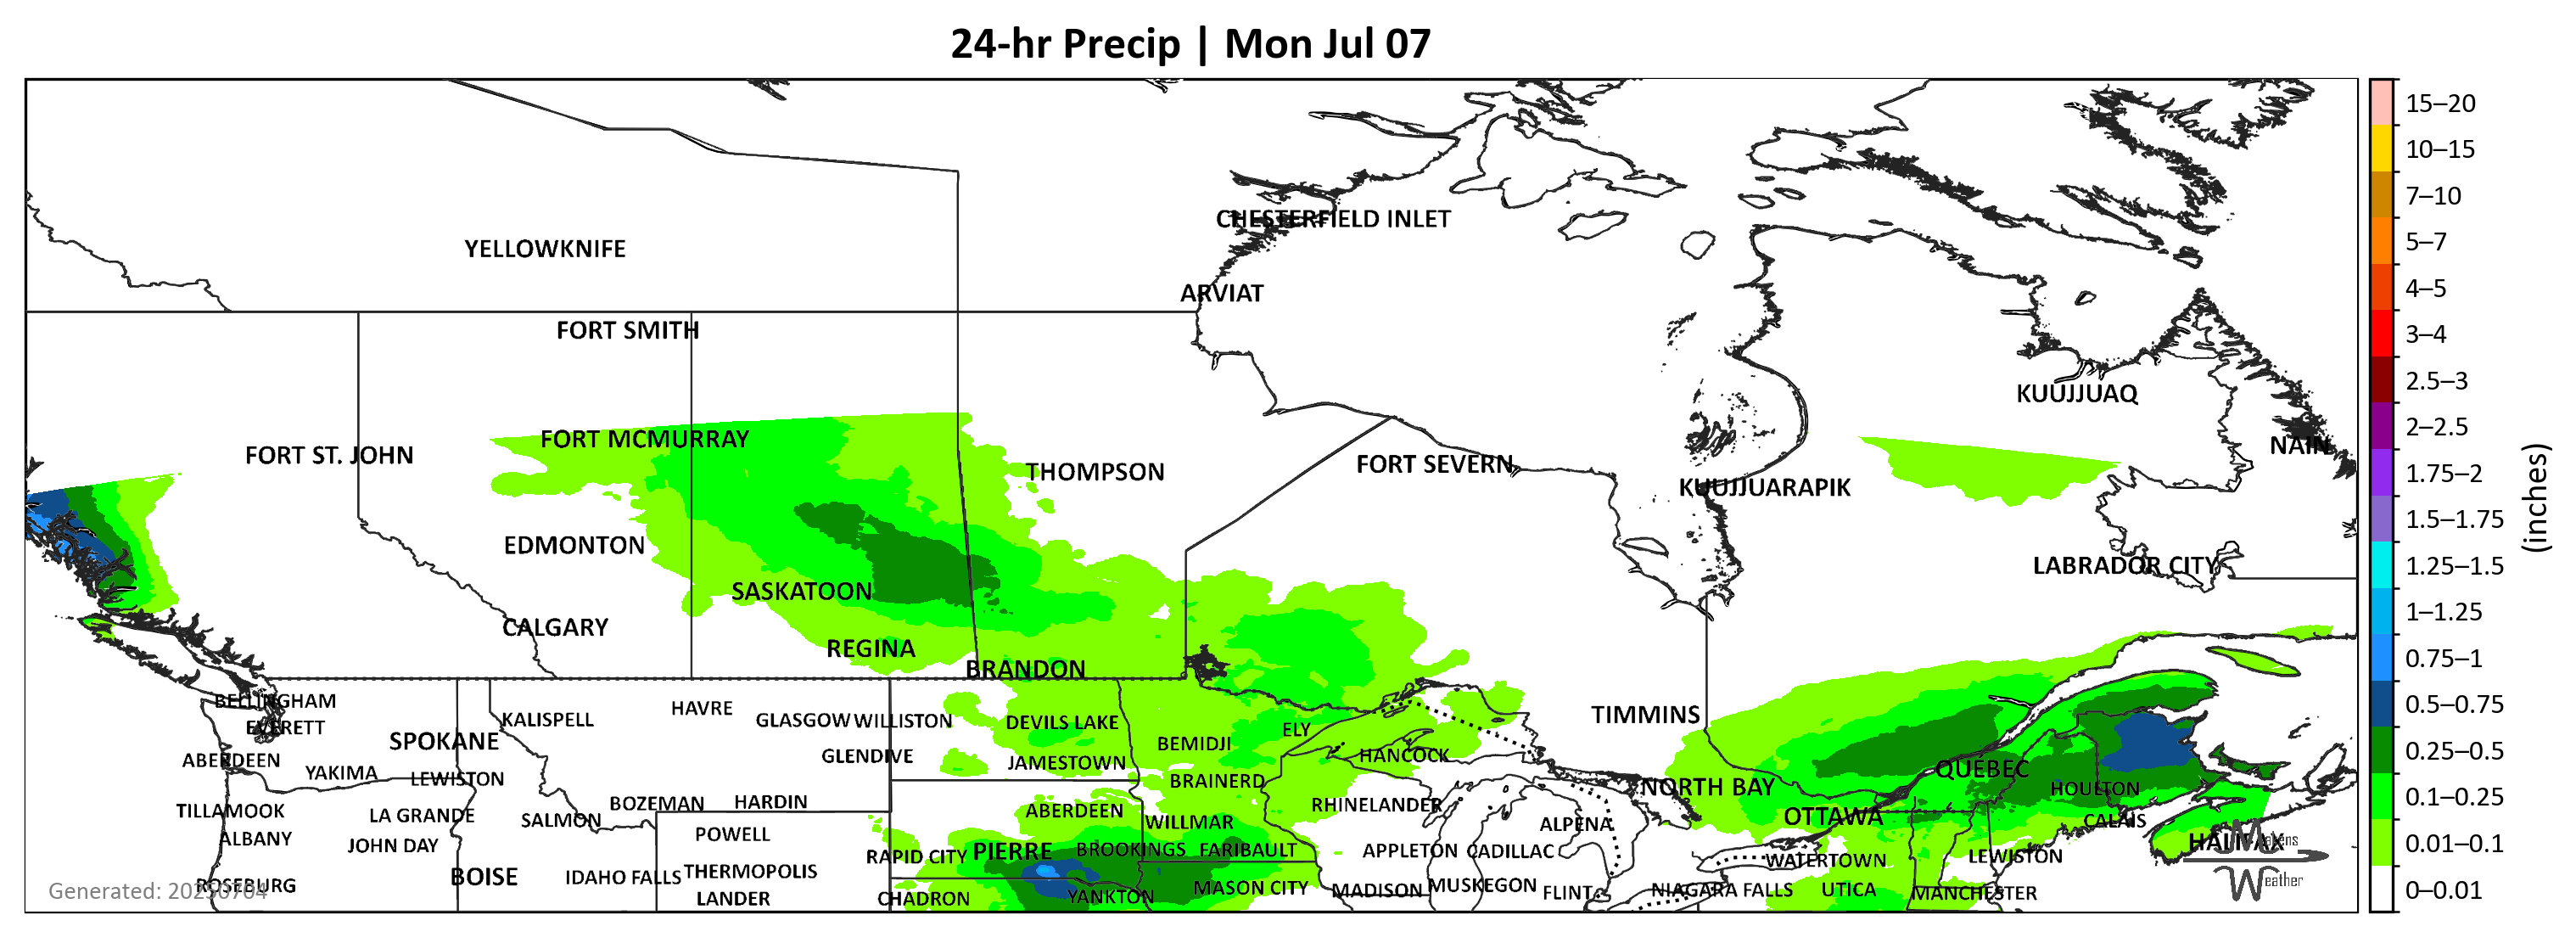 24-hr Precip | Mon Jul 07
15–20
10–15
7–10
5–7
4–5
3–4
2.5–3
2–2.5
1.75–2
1.5–1.75
1.25–1.5
1–1.25
0.75–1
0.5–0.75
0.25–0.5
0.1–0.25
0.01–0.1
0–0.01
(inches)
CHESTERFIELD INLET
YELLOWKNIFE
ARVIAT
FORT SMITH
KUUJJUAQ
FORT MCMURRAY
NAIN
FORT ST. JOHN
THOMPSON
FORT SEVERN
KUUJJUARAPIK
EDMONTON
LABRADOR CITY
SASKATOON
CALGARY
REGINA
BRANDON
BELLINGHAM
HAVRE
KALISPELL
GLASGOW WILLISTON
DEVILS LAKE
TIMMINS
EVERETT
ELY
SPOKANE
BEMIDJI
ABERDEEN
GLENDIVE
JAMESTOWN
HANCOCK
QUÉBEC
YAKIMA
LEWISTON
BRAINERD
NORTH BAY
HOULTON
TILLAMOOK
LA GRANDE
SALMON
BOZEMAN
HARDIN
ABERDEEN
RHINELANDER
OTTAWA
CALAIS
ALBANY
JOHN DAY
POWELL
WILLMAR
ALPENA
HALIFAX
Makens
Weather
RAPID CITY
PIERRE
BROOKINGS
FARIBAULT
APPLETON
CADILLAC
WATERTOWN
LEWISTON
BOISE
IDAHO FALLS
THERMOPOLIS
ROSEBURG
Generated: 20250704
LANDER
CHADRON
YANKTON
MASON CITY
MADISON
MUSKEGON
FLINT
NIAGARA FALLS
UTICA
MANCHESTER